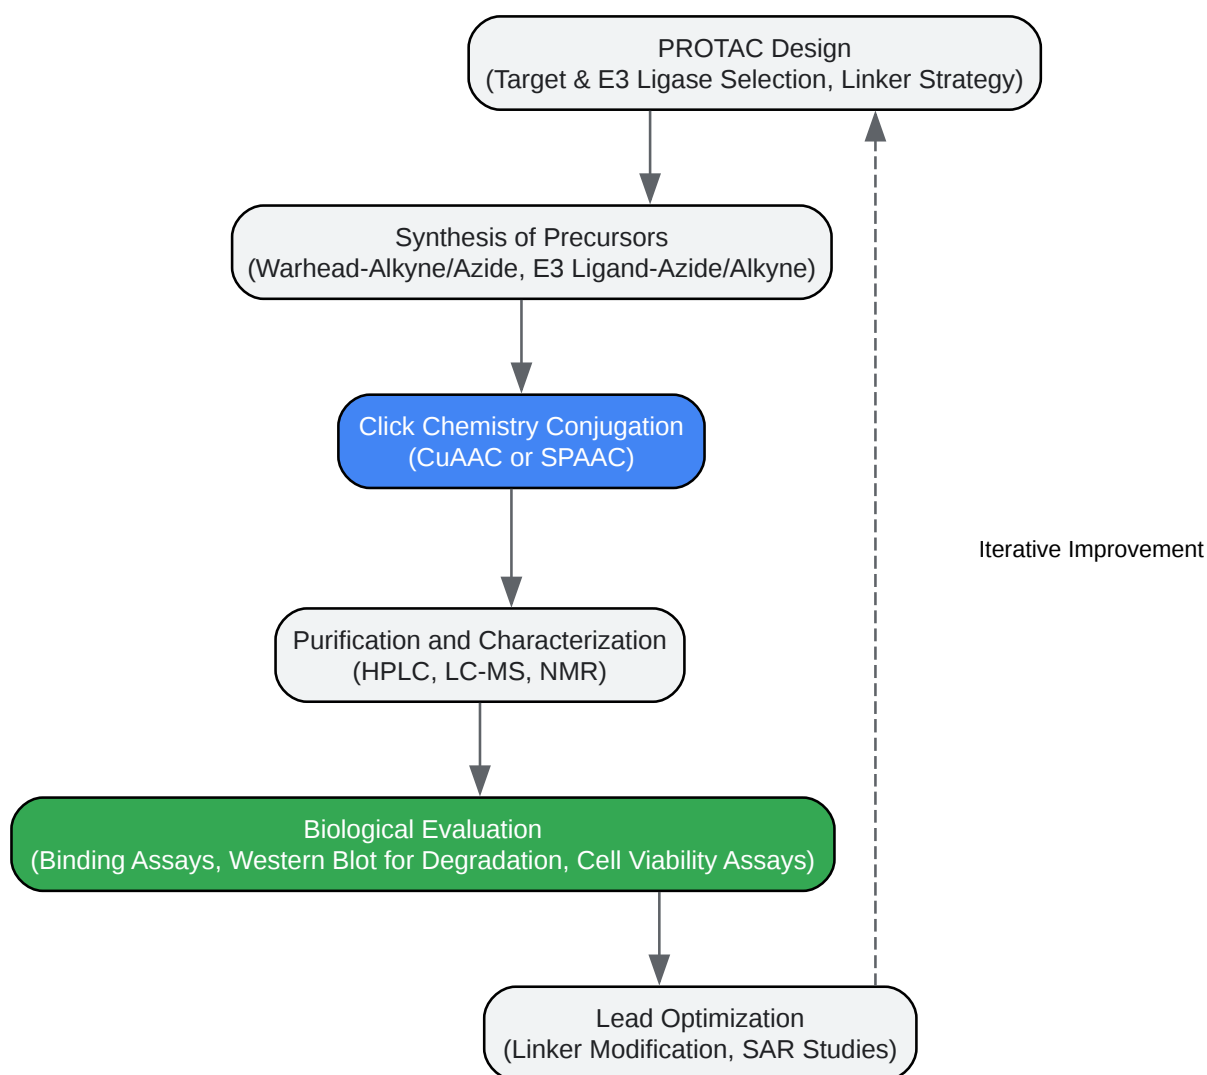 PROTAC Design
(Target & E3 Ligase Selection, Linker Strategy)
Synthesis of Precursors
(Warhead-Alkyne/Azide, E3 Ligand-Azide/Alkyne)
Click Chemistry Conjugation
(CuAAC or SPAAC)
Iterative Improvement
Purification and Characterization
(HPLC, LC-MS, NMR)
Biological Evaluation
(Binding Assays, Western Blot for Degradation, Cell Viability Assays)
Lead Optimization
(Linker Modification, SAR Studies)